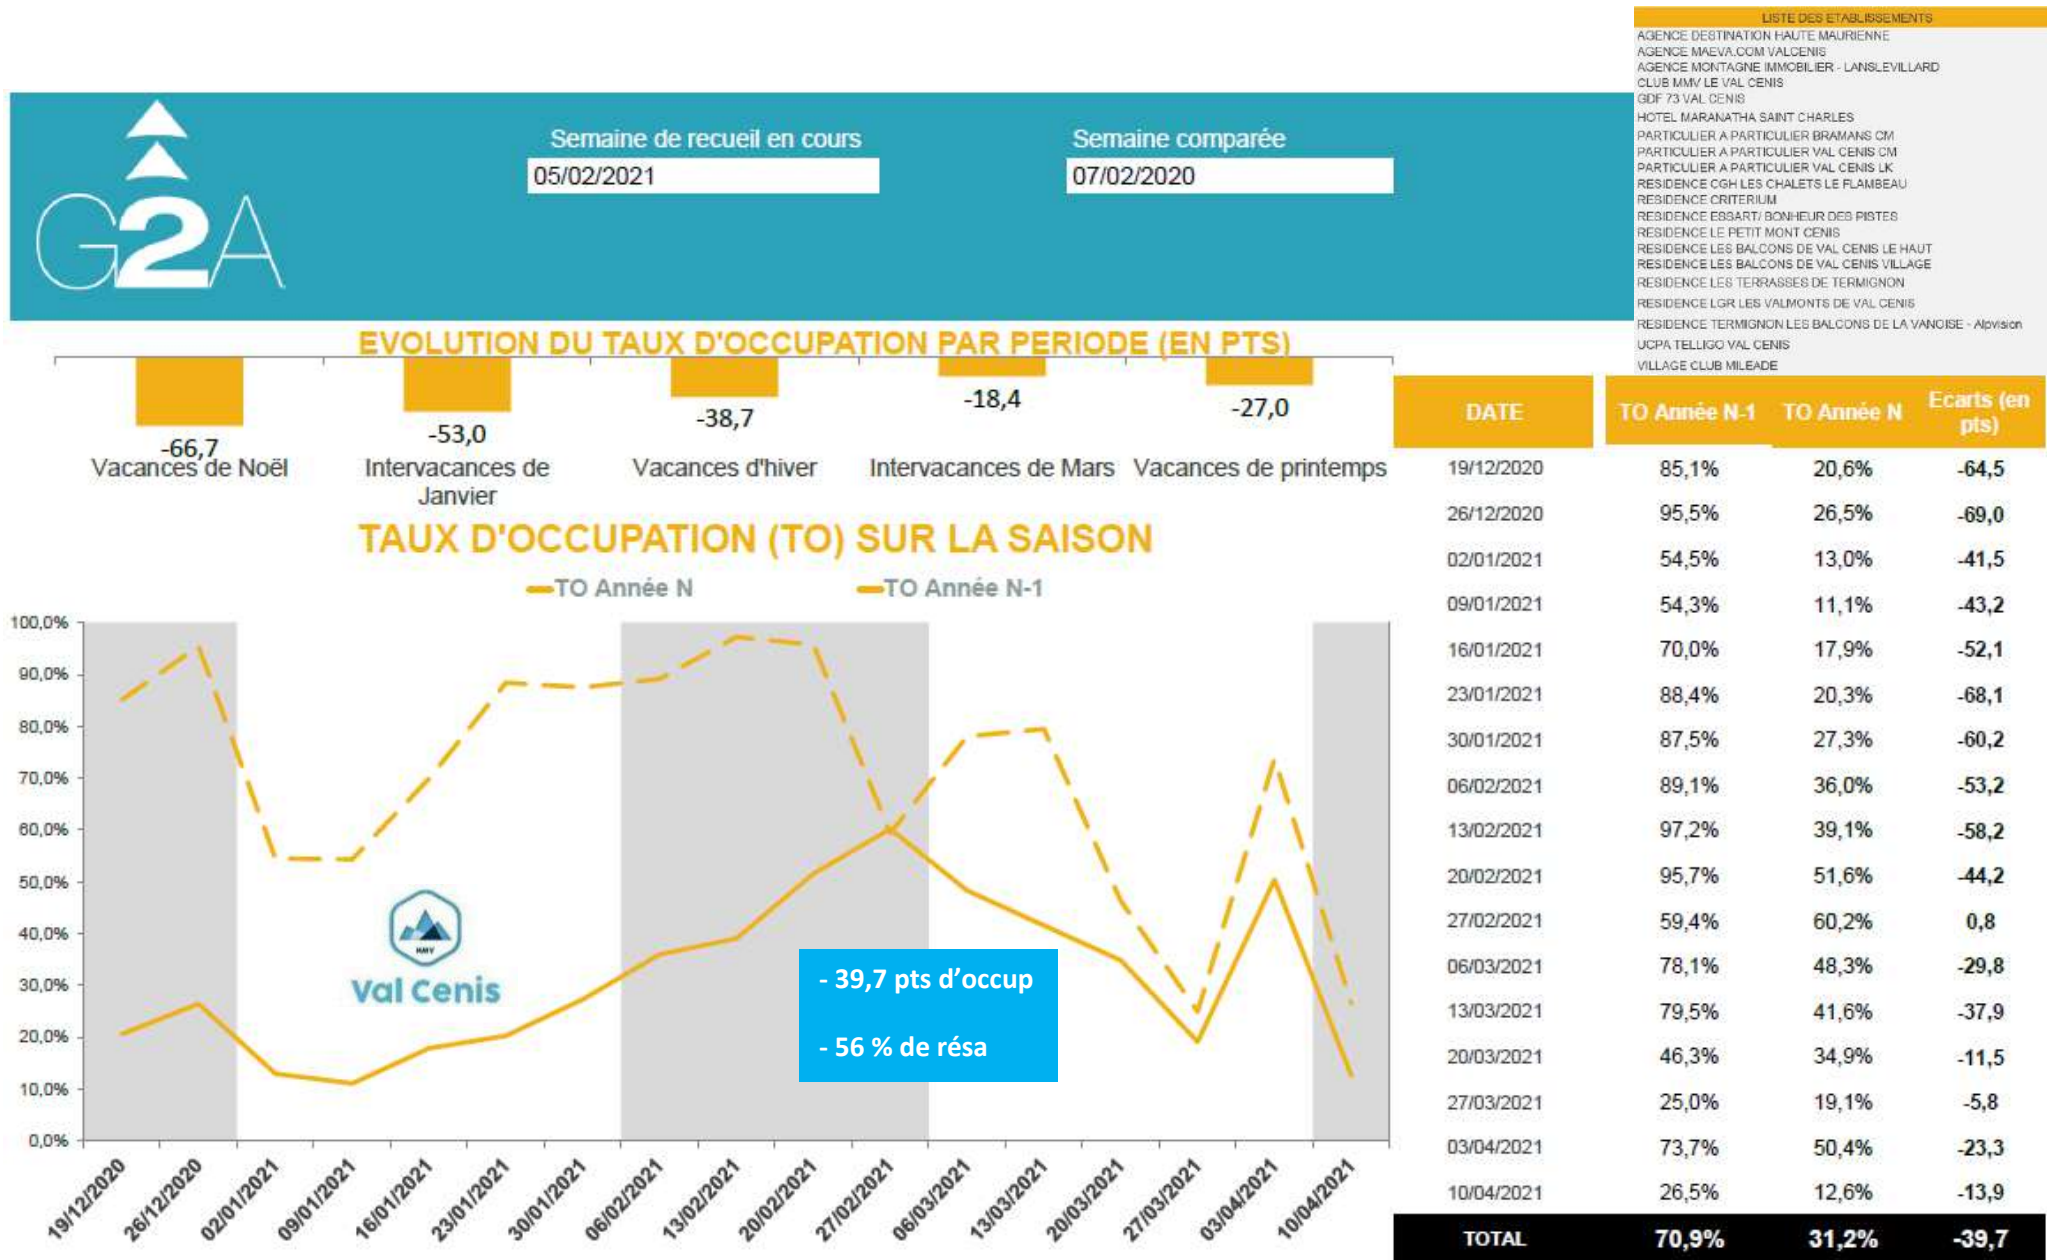 LISTE DES ETABLISSEMENTS
AGENCE DESTINATION HAUTE MAURIENNE
AGENCE MAEVA.COM VALCENIS
AGENCE MONTAGNE IMMOBILIER - LANSLEVILLARD
CLUB MMV LE VAL CENIS
GDF 73 VAL CENIS
HOTEL MARANATHA SAINT CHARLES
PARTICULIER A PARTICULIER BRAMANS CM
PARTICULIER A PARTICULIER VAL CENIS CM
PARTICULIER A PARTICULIER VAL CENIS LK
RESIDENCE CGH LES CHALETS LE FLAMBEAU
RESIDENCE CRITERIUM
RESIDENCE ESSART/ BONHEUR DES PISTES
RESIDENCE LE PETIT MONT CENIS
RESIDENCE LES BALCONS DE VAL CENIS LE HAUT
RESIDENCE LES BALCONS DE VAL CENIS VILLAGE
RESIDENCE LES TERRASSES DE TERMIGNON
RESIDENCE LGR LES VALMONTS DE VAL CENIS
RESIDENCE TERMIGNON LES BALCONS DE LA VANOISE - Alpvision
UCPA TELLIGO VAL CENIS
VILLAGE CLUB MILEADE
G2A
Semaine de recueil en cours
05/02/2021
Semaine comparée
07/02/2020
EVOLUTION DU TAUX D'OCCUPATION PAR PERIODE (EN PTS)
-66,7
-53,0
-38,7
-18,4
-27,0
Vacances de Noël
Intervacances de
Janvier
Vacances d'hiver
Intervacances de Mars
Vacances de printemps
TAUX D'OCCUPATION (TO) SUR LA SAISON
TO Année N
TO Année N-1
100,0%
90,0%
80,0%
70,0%
60,0%
50,0%
40,0%
30,0%
20,0%
10,0%
0,0%
HMV
Val Cenis
- 39,7 pts d'occup
- 56 % de résa
19/12/2020
26/12/2020
02/01/2021
09/01/2021
16/01/2021
23/01/2021
30/01/2021
06/02/2021
13/02/2021
20/02/2021
27/02/2021
06/03/2021
13/03/2021
20/03/2021
27/03/2021
03/04/2021
10/04/2021
DATE TO Année N-1 TO Année N Ecarts (en pts)
19/12/2020 85,1% 20,6% -64,5
26/12/2020 95,5% 26,5% -69,0
02/01/2021 54,5% 13,0% -41,5
09/01/2021 54,3% 11,1% -43,2
16/01/2021 70,0% 17,9% -52,1
23/01/2021 88,4% 20,3% -68,1
30/01/2021 87,5% 27,3% -60,2
06/02/2021 89,1% 36,0% -53,2
13/02/2021 97,2% 39,1% -58,2
20/02/2021 95,7% 51,6% -44,2
27/02/2021 59,4% 60,2% 0,8
06/03/2021 78,1% 48,3% -29,8
13/03/2021 79,5% 41,6% -37,9
20/03/2021 46,3% 34,9% -11,5
27/03/2021 25,0% 19,1% -5,8
03/04/2021 73,7% 50,4% -23,3
10/04/2021 26,5% 12,6% -13,9
TOTAL 70,9% 31,2% -39,7